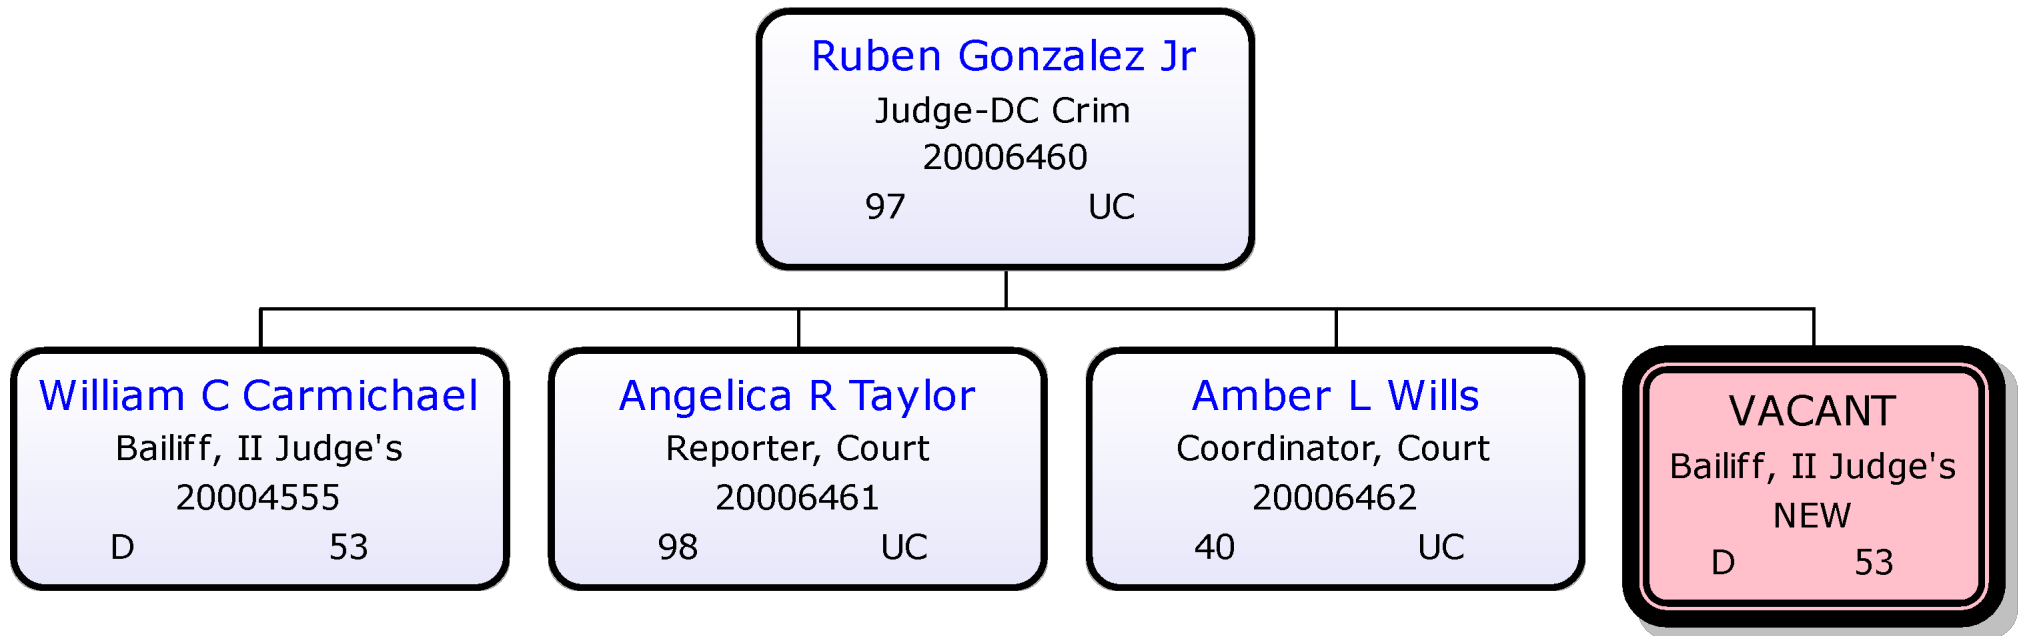 Ruben Gonzalez Jr
Judge-DC Crim
20006460
97 UC
William C Carmichael
Bailiff, II Judge's
20004555
D 53
Angelica R Taylor
Reporter, Court
20006461
98 UC
Amber L Wills
Coordinator, Court
20006462
40 UC
VACANT
Bailiff, II Judge's
NEW
D 53